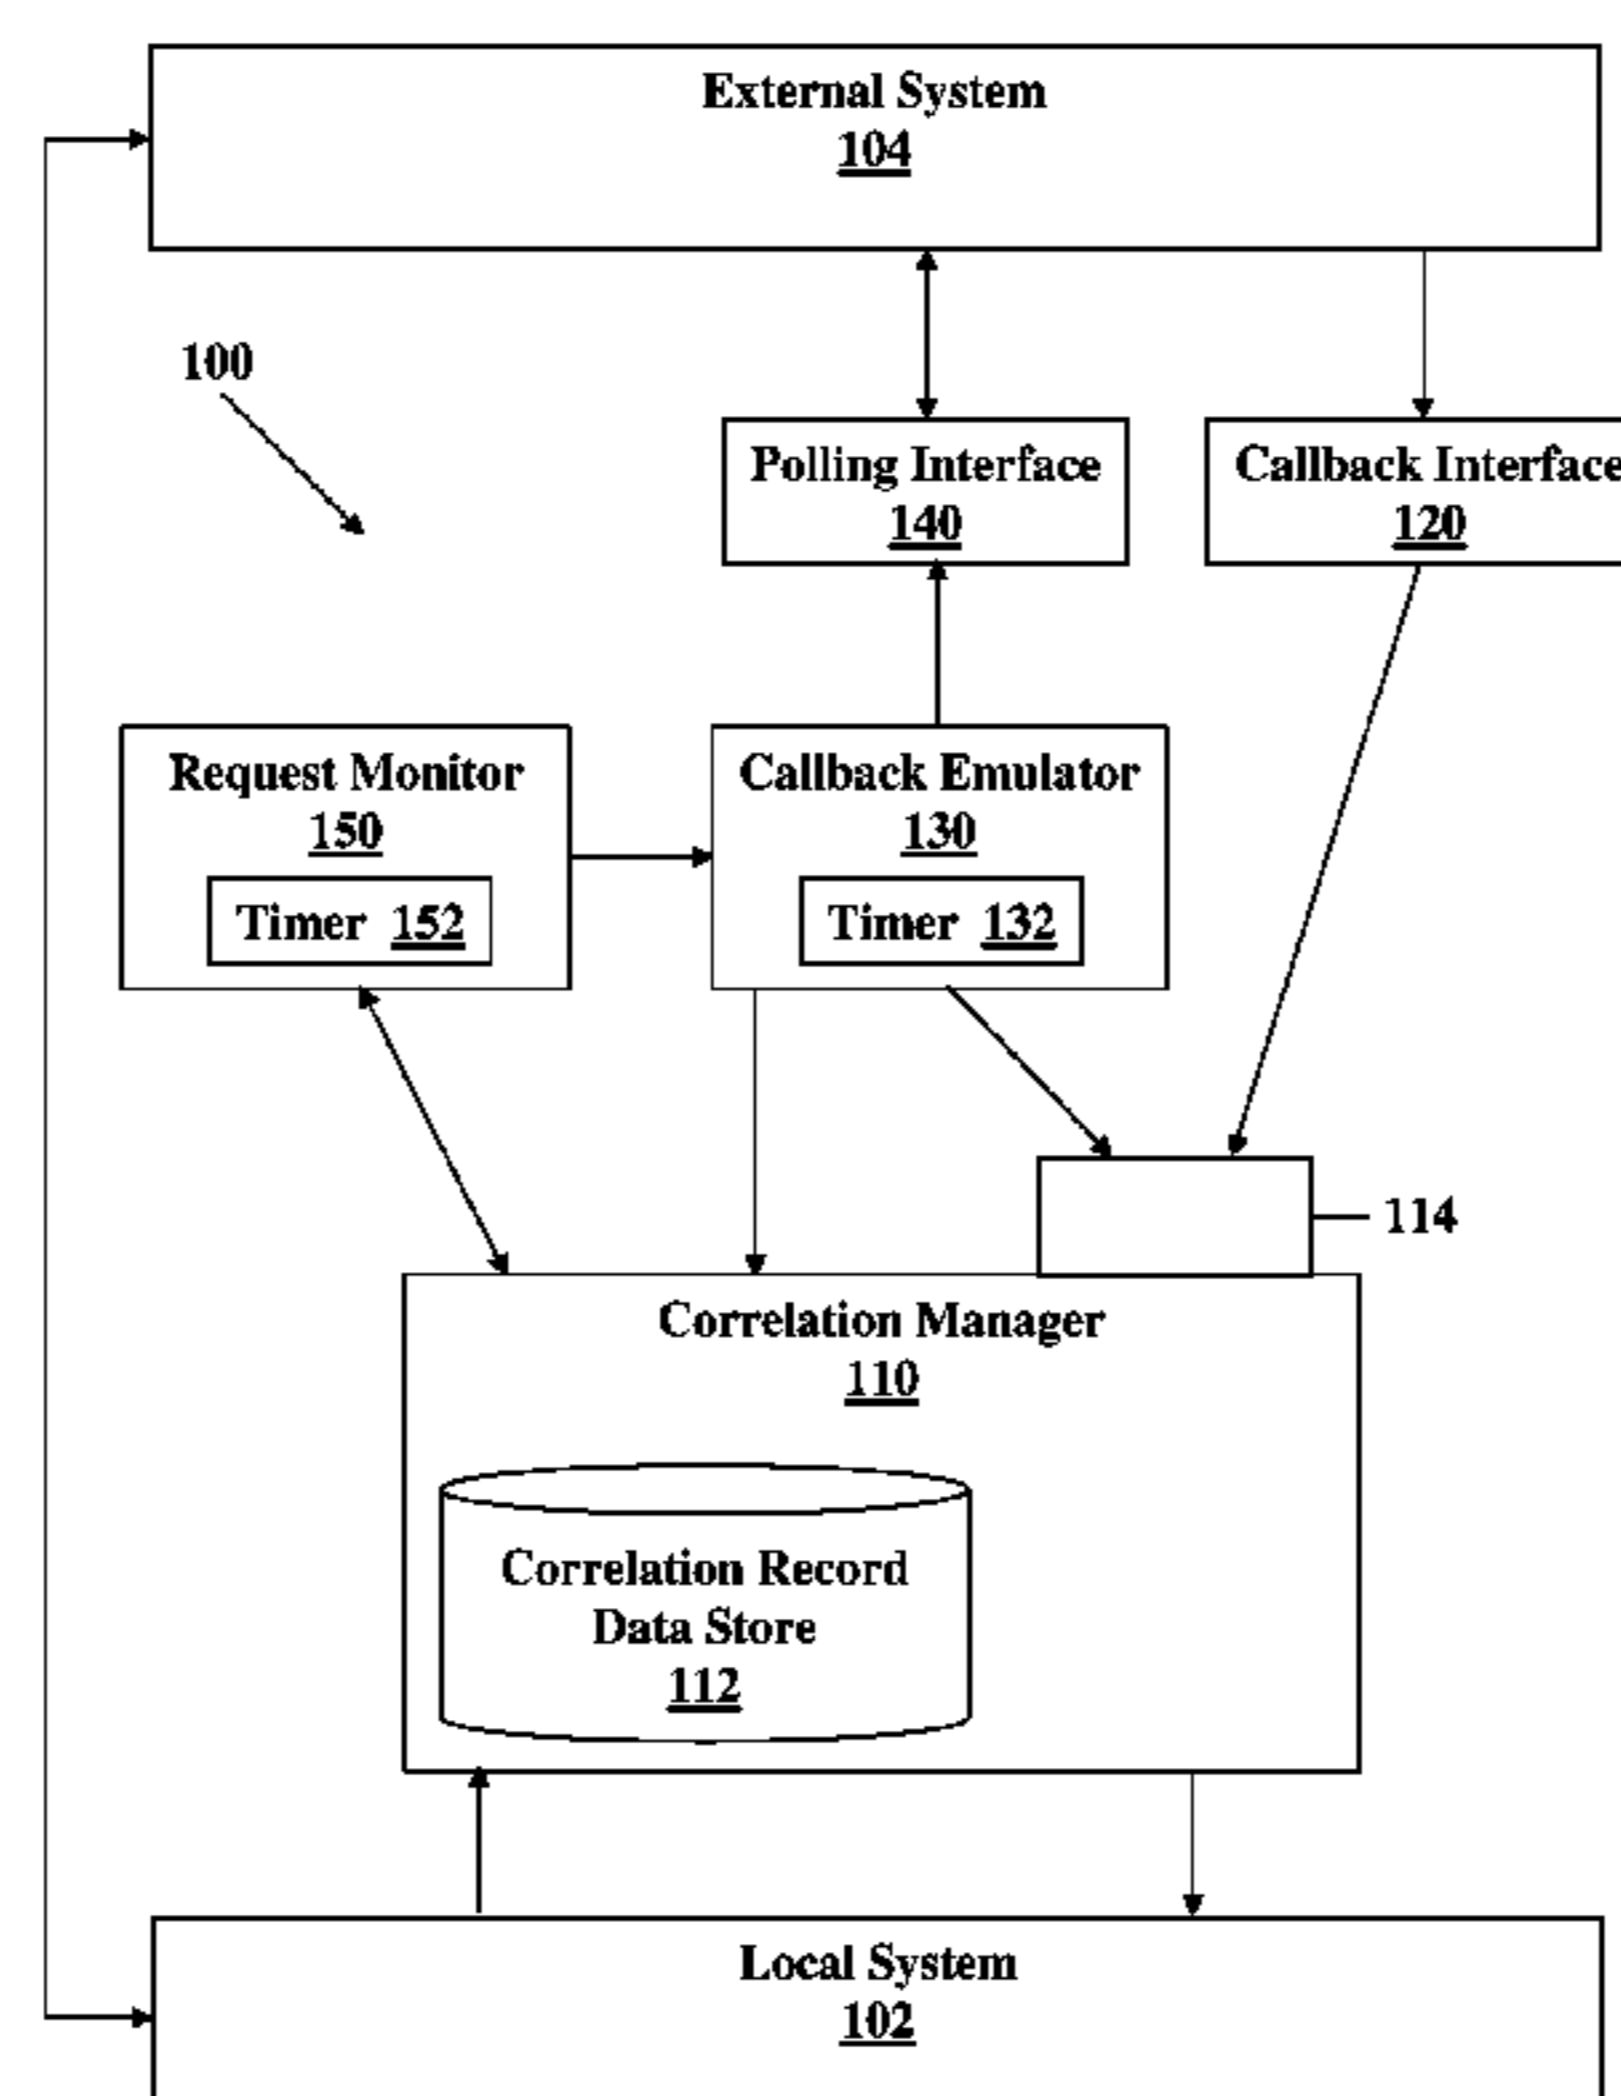 External System
104
100
Polling Interface
140
Callback Interface
120
Request Monitor
150
Timer 152
Callback Emulator
130
Timer 132
114
Correlation Manager
110
Correlation Record
Data Store
112
Local System
102